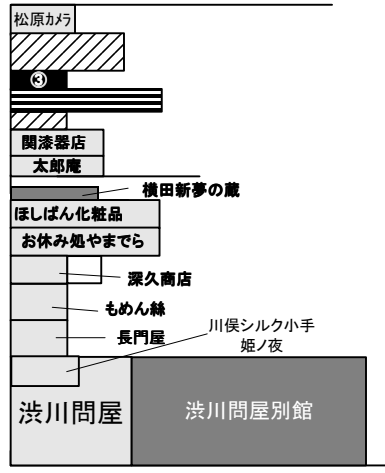 松原カメラ
③
関漆器店
太郎庵
横田新夢の蔵
ほしばん化粧品
お休み処やまでら
深久商店
もめん絲
長門屋
川俣シルク小手
姫ノ夜
渋川問屋
渋川問屋別館